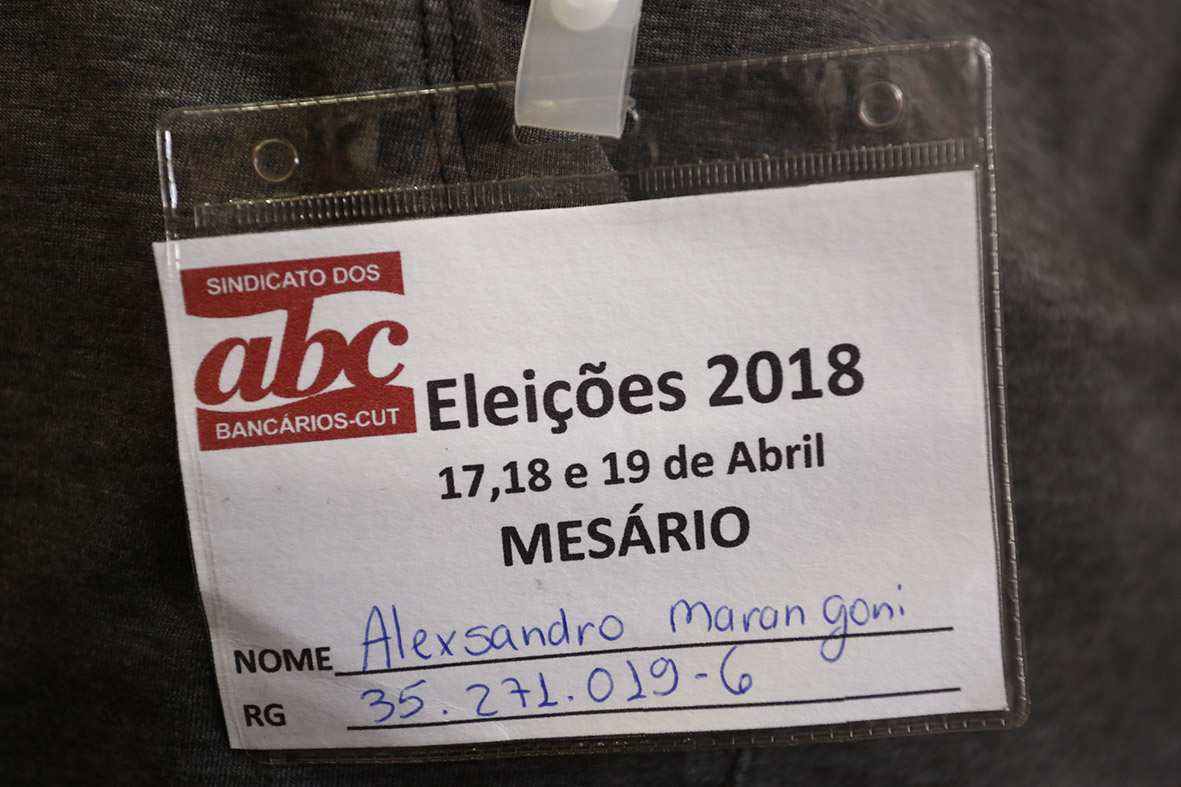 SINDICATO DOS
abc
BANCÁRIOS-CUT
Eleições 2018
17,18 e 19 de Abril
MESÁRIO
NOME Alexsandro Marangoni
RG 35.271.019-6